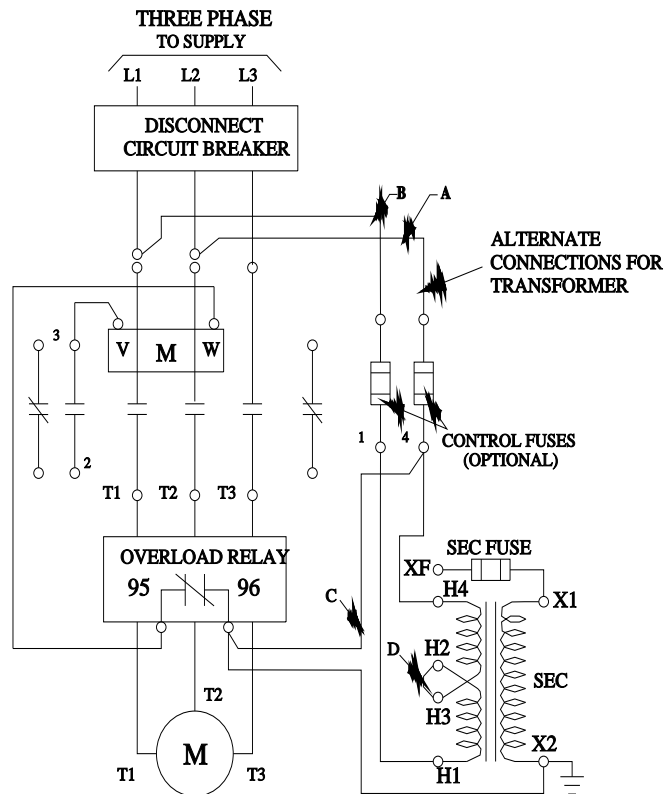 THREE PHASE
TO SUPPLY
L1 L2 L3
DISCONNECT
CIRCUIT BREAKER
B A
ALTERNATE
CONNECTIONS FOR
TRANSFORMER
3
V M W
1 4
CONTROL FUSES
(OPTIONAL)
2
T1 T2 T3
OVERLOAD RELAY
95 96
SEC FUSE
XF
H4 X1
C
D H2
SEC
H3
T2
M
X2
T1 T3
H1